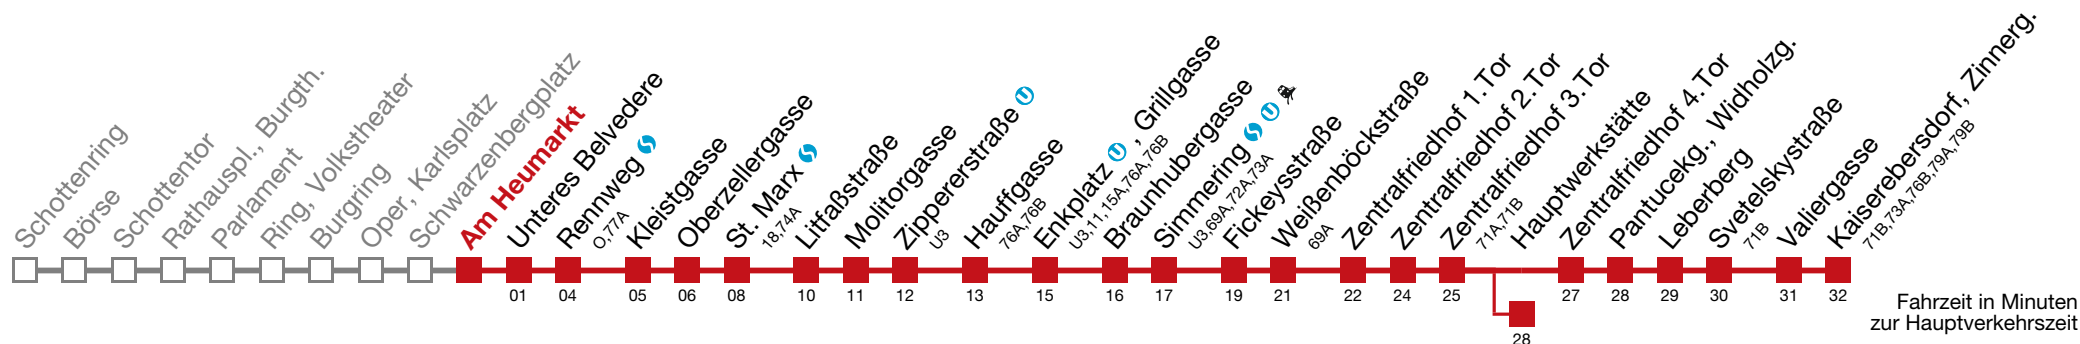 Schottenring
Börse
Schottentor
Rathauspl., Burgth.
Parlament
Ring, Volkstheater
Burgring
Oper, Karlsplatz
Schwarzenbergplatz
Am Heumarkt
Unteres Belvedere
01
Rennweg
O,77A
04
Kleistgasse
05
Oberzellergasse
06
St. Marx
18,74A
08
Litfaßstraße
10
Molitorgasse
11
Zippererstraße U
U3
12
Hauffgasse
76A,76B
13
Enkplatz U , Grillgasse
U3,11,15A,76A,76B
15
Braunhubergasse
16
Simmering U
U3,69A,72A,73A
17
Fickeysstraße
19
Weißenböckstraße
69A
21
Zentralfriedhof 1.Tor
22
Zentralfriedhof 2.Tor
24
Zentralfriedhof 3.Tor
71A,71B
25
Hauptwerkstätte
28
Zentralfriedhof 4.Tor
27
Pantucekg., Widholzg.
28
Leberberg
29
Svetelskystraße
71B
30
Valiergasse
31
Kaiserebersdorf, Zinnerg.
71B,73A,76B,79A,79B
32
Fahrzeit in Minuten
zur Hauptverkehrszeit